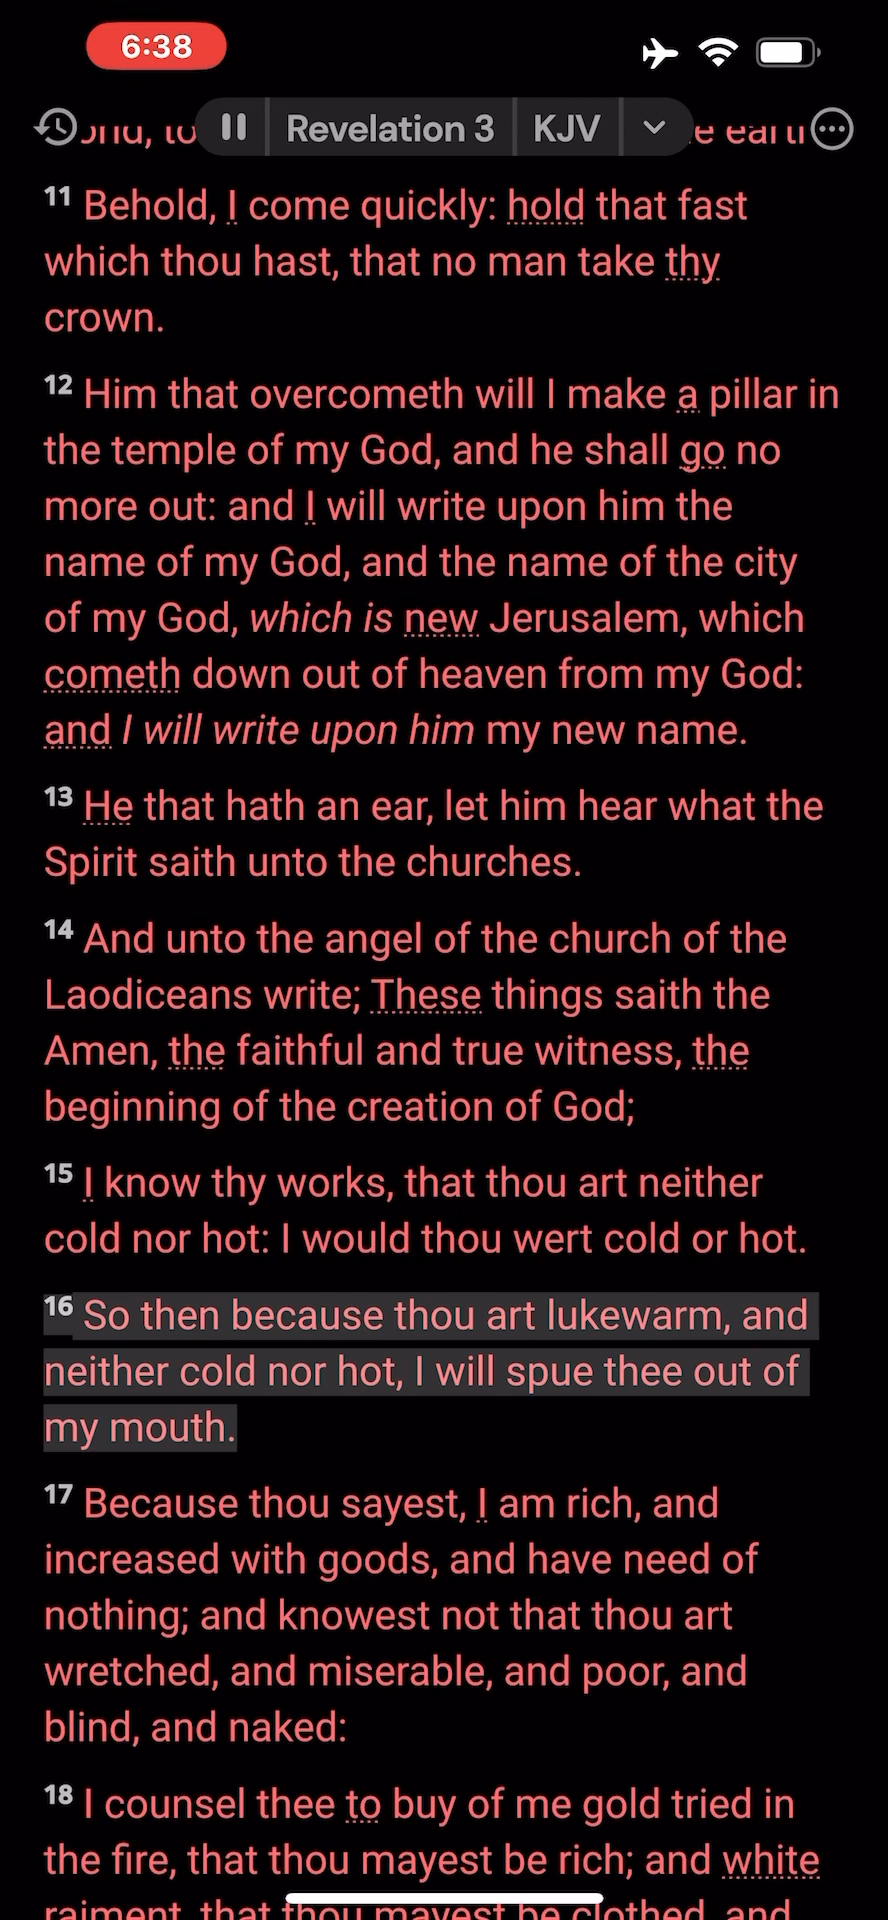 6:38
Revelation 3 KJV
11 Behold, I come quickly: hold that fast
which thou hast, that no man take thy
crown.
12 Him that overcometh will I make a pillar in
the temple of my God, and he shall go no
more out: and I will write upon him the
name of my God, and the name of the city
of my God, which is new Jerusalem, which
cometh down out of heaven from my God:
and I will write upon him my new name.
13 He that hath an ear, let him hear what the
Spirit saith unto the churches.
14 And unto the angel of the church of the
Laodiceans write; These things saith the
Amen, the faithful and true witness, the
beginning of the creation of God;
15 I know thy works, that thou art neither
cold nor hot: I would thou wert cold or hot.
16 So then because thou art lukewarm, and
neither cold nor hot, I will spue thee out of
my mouth.
17 Because thou sayest, I am rich, and
increased with goods, and have need of
nothing; and knowest not that thou art
wretched, and miserable, and poor, and
blind, and naked:
18 I counsel thee to buy of me gold tried in
the fire, that thou mayest be rich; and white
raiment, that thou mayest be clothed, and